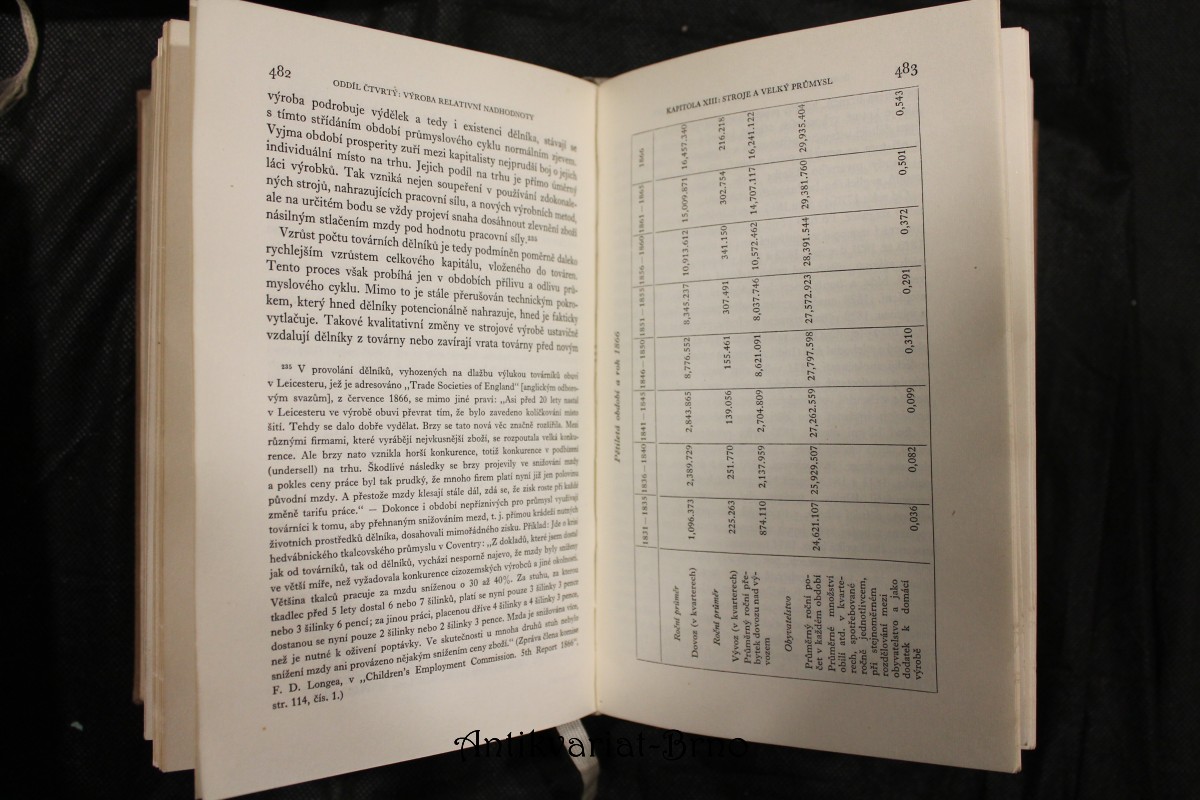 482
ODDÍL ČTVRTÝ: VÝROBA RELATIVNÍ NADHODNOTY
výroba podrobuje výdělek a tedy i existenci dělníka, stávají se
s tímto střídáním období průmyslového cyklu normálním zjevem.
Vyjma období prosperity zuří mezi kapitalisty nejprudší boj o jejich
individuální místo na trhu. Jejich podíl na trhu je přímo úměrný
láci výrobků. Tak vzniká nejen soupeření v používání zdokonale-
ných strojů, nahrazujících pracovní sílu, a nových výrobních metod,
ale na určitém bodu se vždy projeví snaha dosáhnout zlevnění zboží
násilným stlačením mzdy pod hodnotu pracovní síly.²³⁵
Vzrůst počtu továrních dělníků je tedy podmíněn poměrně daleko
rychlejším vzrůstem celkového kapitálu, vloženého do továren.
Tento proces však probíhá jen v obdobích přílivu a odlivu prů-
myslového cyklu. Mimo to je stále přerušován technickým pokro-
kem, který hned dělníky potencionálně nahrazuje, hned je fakticky
vytlačuje. Takové kvalitativní změny ve strojové výrobě ustavičně
vzdalují dělníky z továrny nebo zavírají vrata továrny před novým
²³⁵ V provolání dělníků, vyhozených na dlažbu výlukou továrníků obuvi
v Leicesteru, jež je adresováno „Trade Societies of England" [anglickým odboro-
vým svazům], z července 1866, se mimo jiné praví: „Asi před 20 lety nastal
v Leicesteru ve výrobě obuvi převrat tím, že bylo zavedeno količkování místo
šití. Tehdy se dalo dobře vydělat. Brzy se tato nová věc značně rozšířila. Mezi
různými firmami, které vyráběly nejvkusnější zboží, se rozpoutala velká konku-
rence. Ale brzy nato vznikla horší konkurence, totiž konkurence v podbízení
(undersell) na trhu. Škodlivé následky se brzy projevily ve snižování mzdy
a pokles ceny práce byl tak prudký, že mnoho firem platí nyní již jen polovinu
původní mzdy. A přestože mzdy klesají stále dál, zdá se, že zisk roste při každé
změně tarifu práce." — Dokonce i období nepříznivých pro průmysl využívají
továrníci k tomu, aby přehnaným snižováním mezd, t. j. přímou krádeží nutných
životních prostředků dělníka, dosahovali mimořádného zisku. Příklad: Jde o krisi
hedvábnického tkalcovského průmyslu v Coventry: „Z dokladů, které jsem dostal
jak od továrníků, tak od dělníků, vychází nesporně najevo, že mzdy byly sníženy
ve větší míře, než vyžadovala konkurence cizozemských výrobců a jiné okolnosti.
Většina tkalců pracuje za mzdu sníženou o 30 až 40%. Za stuhu, za kterou
tkadlec před 5 lety dostal 6 nebo 7 šilinků, platí se nyní pouze 3 šilinky 3 pence
nebo 3 šilinky 6 pencí; za jinou práci, placenou dříve 4 šilinky a 4 šilinky 3 pence,
dostanou se nyní pouze 2 šilinky nebo 2 šilinky 3 pence. Mzda je snižována více,
než je nutné k oživení poptávky. Ve skutečnosti u mnoha druhů stuh nebylo
snížení mzdy ani provázeno nějakým snížením ceny zboží." (Zpráva člena komise
F. D. Longea, v „Children's Employment Commission. 5th Report 1866",
str. 114, čís. 1.)
483
KAPITOLA XIII: STROJE A VELKÝ PRŮMYSL
Pětiletá období a rok 1866
1831—1835 1836—1840 1841—1845 1846—1850 1851—1855 1856—1860 1861—1865 1866
Roční průměr
Dovoz (v kvarterech) 1,096.373 2,389.729 2,843.865 8,776.552 8,345.237 10,913.612 15,009.871 16,457.340
Roční průměr
Vývoz (v kvarterech) 225.263 251.770 139.056 155.461 307.491 341.150 302.754 216.218
Průměrný roční pře-
bytek dovozu nad vý-
vozem 874.110 2,137.959 2,704.809 8,621.091 8,037.746 10,572.462 14,707.117 16,241.122
Obyvatelstvo
Průměrný roční po-
čet v každém období 24,621.107 25,929.507 27,262.559 27,797.598 27,572.923 28,391.544 29,381.760 29,935.404
Průměrné množství
obilí atd. v kvarte-
rech, spotřebované
ročně jednotlivcem,
při stejnoměrném
rozdělování mezi
obyvatelstvo a jako
dodatek k domácí
výrobě 0,036 0,082 0,099 0,310 0,291 0,372 0,501 0,543
Antikvariat-Brno